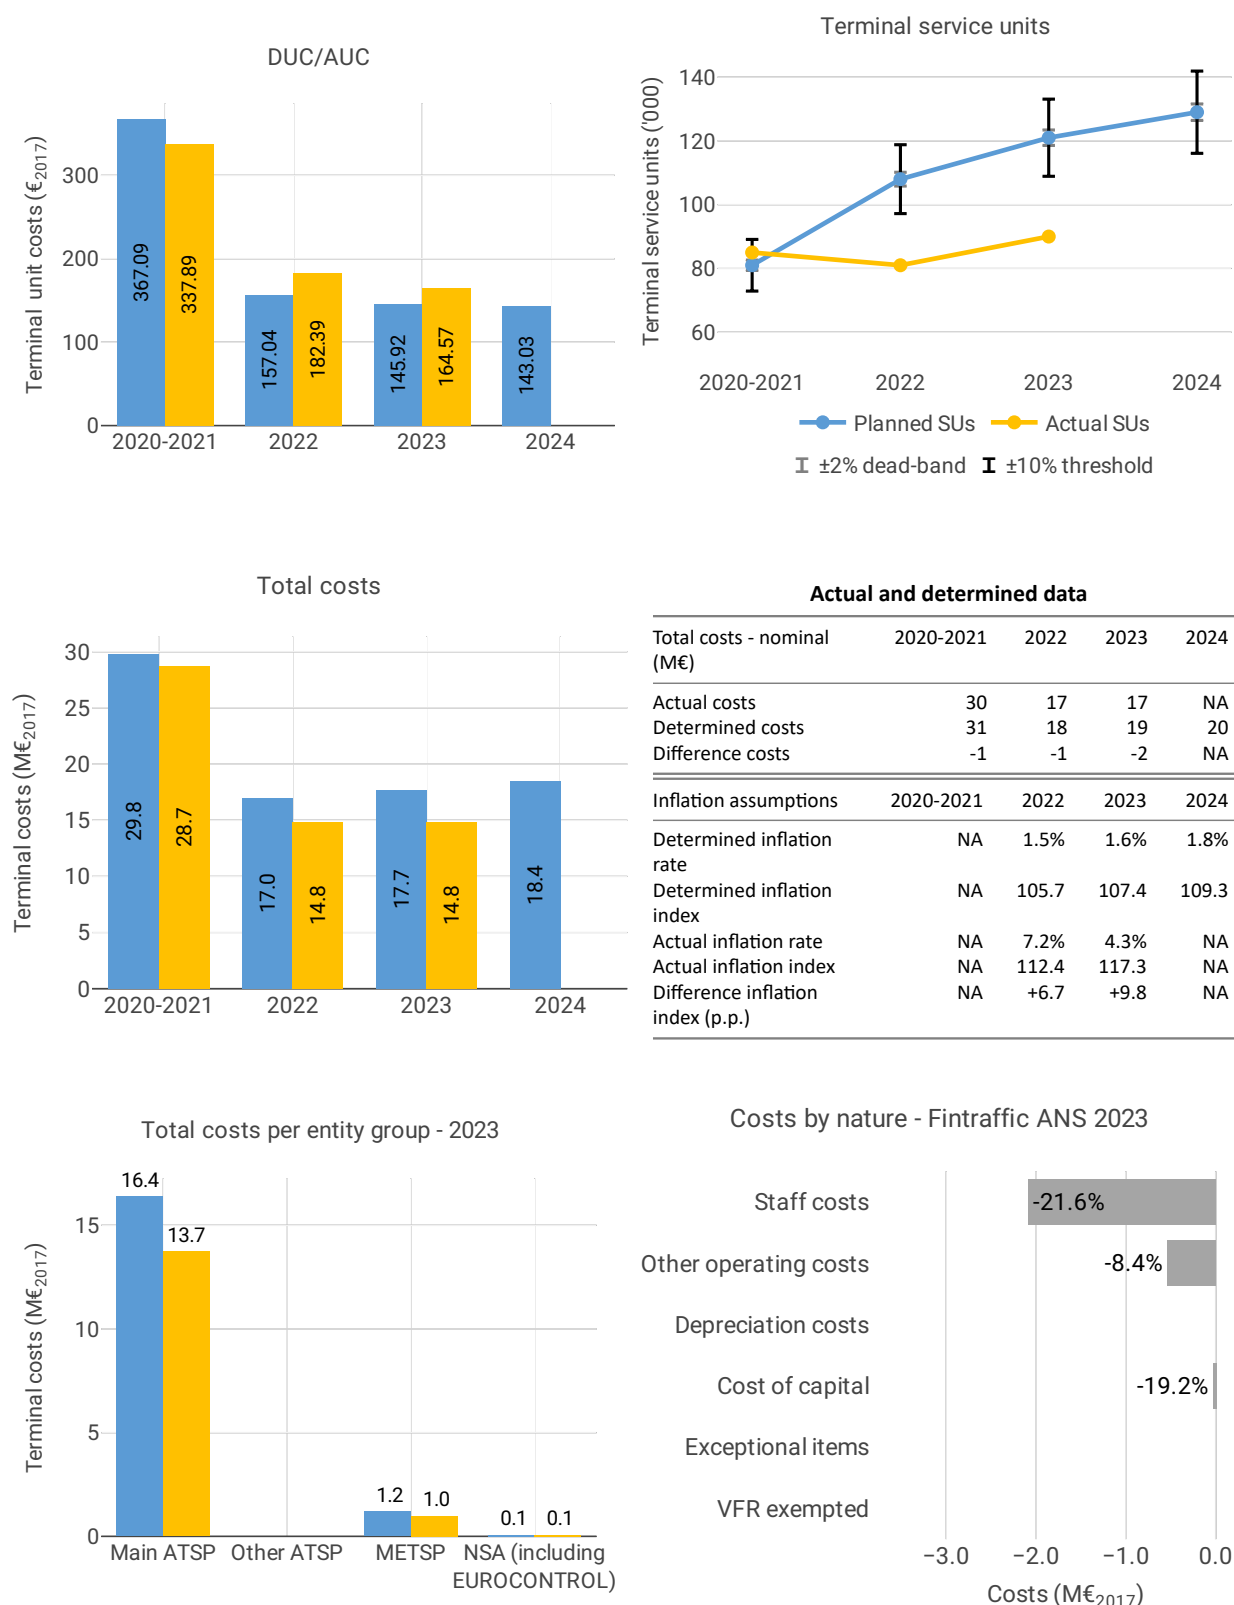 DUC/AUC
Terminal unit costs (€2017)
300
200
100
0
367.09
337.89
157.04
182.39
145.92
164.57
143.03
2020-2021 2022 2023 2024
Terminal service units
Terminal service units ('000)
140
120
100
80
60
2020-2021 2022 2023 2024
Planned SUs Actual SUs
±2% dead-band ±10% threshold
Total costs
Terminal costs (M€2017)
30
25
20
15
10
5
0
29.8
28.7
17.0
14.8
17.7
14.8
18.4
2020-2021 2022 2023 2024
Actual and determined data
Total costs - nominal 2020-2021 2022 2023 2024
(M€)
Actual costs 30 17 17 NA
Determined costs 31 18 19 20
Difference costs -1 -1 -2 NA
Inflation assumptions 2020-2021 2022 2023 2024
Determined inflation NA 1.5% 1.6% 1.8%
rate
Determined inflation NA 105.7 107.4 109.3
index
Actual inflation rate NA 7.2% 4.3% NA
Actual inflation index NA 112.4 117.3 NA
Difference inflation NA +6.7 +9.8 NA
index (p.p.)
Total costs per entity group - 2023
Terminal costs (M€2017)
15
10
5
0
16.4
13.7
1.2 1.0
0.1 0.1
Main ATSP Other ATSP METSP NSA (including
EUROCONTROL)
Costs by nature - Fintraffic ANS 2023
Staff costs -21.6%
Other operating costs -8.4%
Depreciation costs
Cost of capital -19.2%
Exceptional items
VFR exempted
−3.0 −2.0 −1.0 0.0
Costs (M€2017)